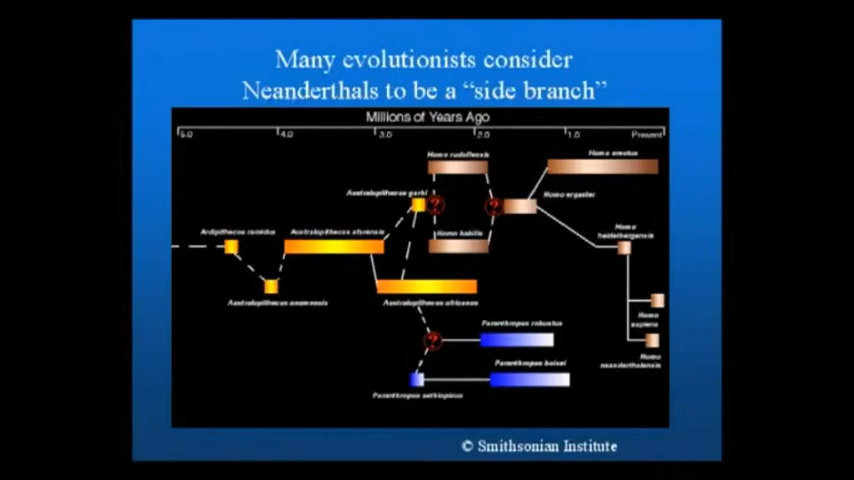 Many evolutionists consider
Neanderthals to be a “side branch”
Millions of Years Ago
5.0 4.0 3.0 2.0 1.0 Present
Homo rudolfensis
Homo erectus
Australopithecus garhi
Homo ergaster
Ardipithecus ramidus
Australopithecus afarensis
Homo habilis
Homo
heidelbergensis
?
?
Australopithecus anamensis
Australopithecus africanus
Homo
sapiens
Paranthropus robustus
?
Homo
neanderthalensis
Paranthropus boisei
Paranthropus aethiopicus
© Smithsonian Institute